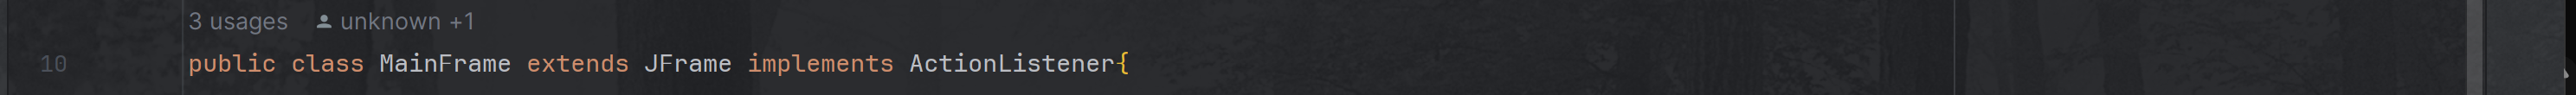 3 usages unknown +1
10 public class MainFrame extends JFrame implements ActionListener{